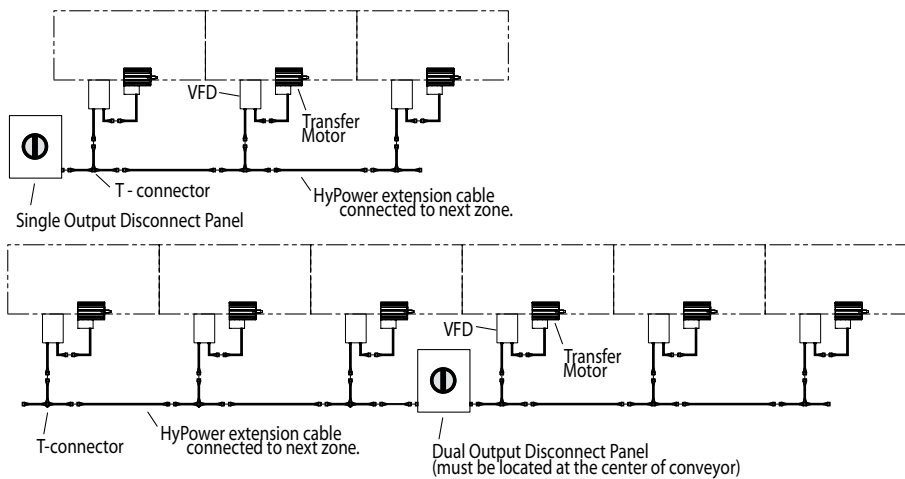 VFD
Transfer
Motor
T - connector
HyPower extension cable
connected to next zone.
Single Output Disconnect Panel
VFD
Transfer
Motor
T-connector
HyPower extension cable
connected to next zone.
Dual Output Disconnect Panel
(must be located at the center of conveyor)